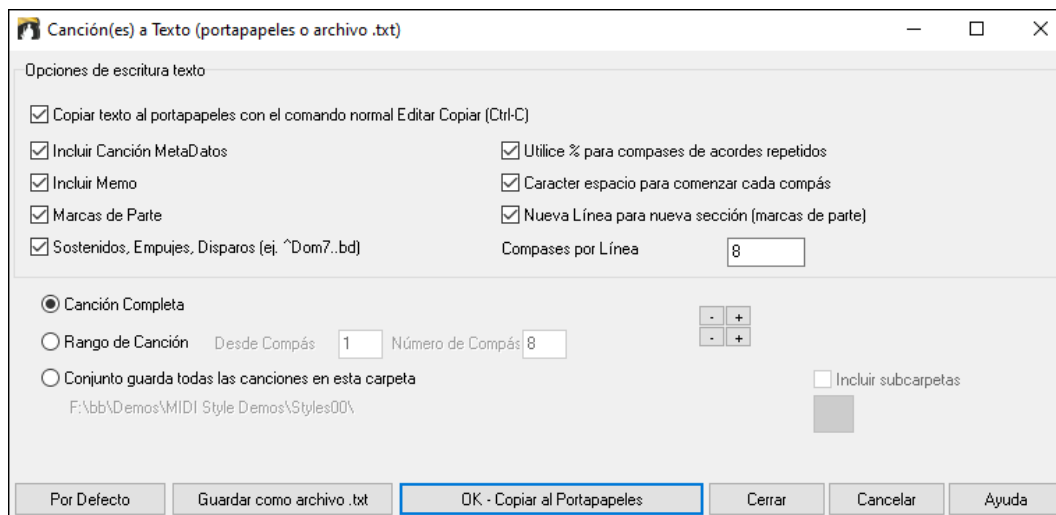 Canción(es) a Texto (portapapeles o archivo .txt)
Opciones de escritura texto
Copiar texto al portapapeles con el comando normal Editar Copiar (Ctrl-C)
Incluir Canción MetaDatos
Utilice % para compases de acordes repetidos
Incluir Memo
Caracter espacio para comenzar cada compás
Marcas de Parte
Nueva Línea para nueva sección (marcas de parte)
Sostenidos, Empujes, Disparos (ej. ^Dom7..bd)
Compases por Línea 8
Canción Completa
- +
Rango de Canción Desde Compás 1 Número de Compás 8
- +
Conjunto guarda todas las canciones en esta carpeta
Incluir subcarpetas
F:\bb\Demos\MIDI Style Demos\Styles00\
Por Defecto Guardar como archivo .txt OK - Copiar al Portapapeles Cerrar Cancelar Ayuda